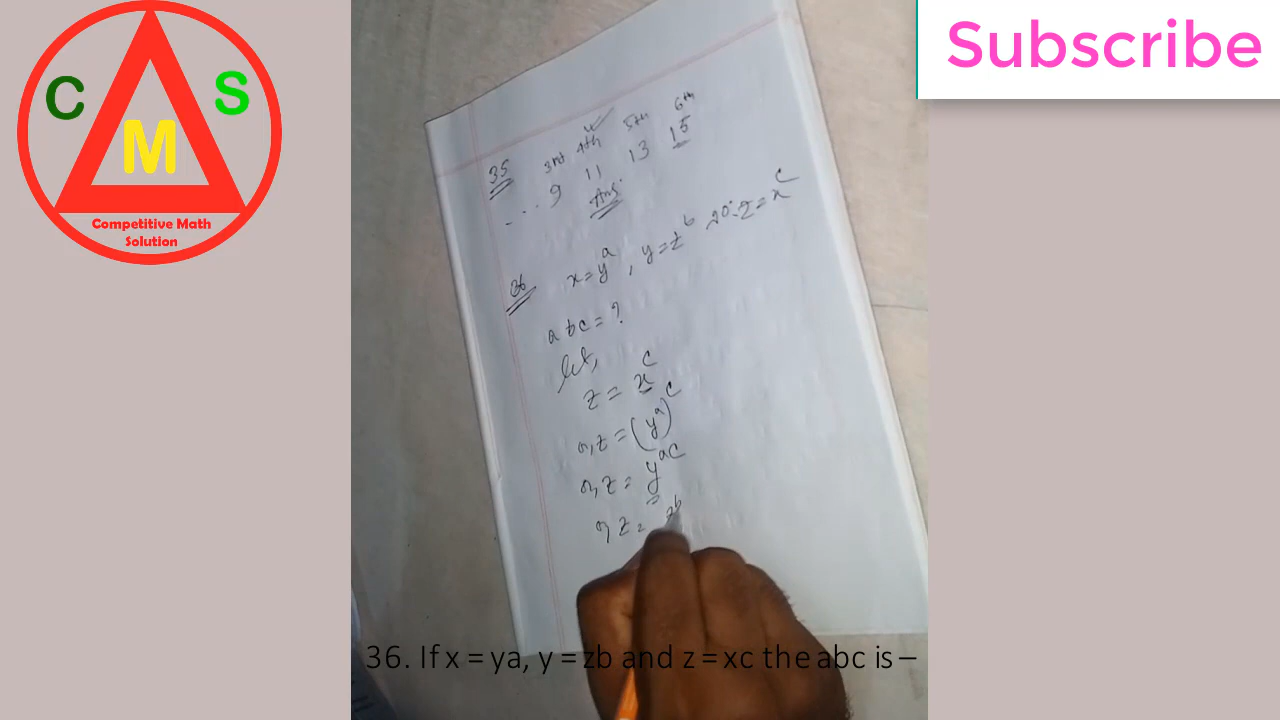 C S
M
Competitive Math
Solution
Subscribe
35 3rd 4th 5th 6th
... 9 11 13 15
Ans.
36 x = y^a, y = z^b z = x^c
abc = ?
let,
z = x^c
or, z = (y^a)^c
or, z = y^ac
or z = z^b
36. If x = ya, y = zb and z = xc the abc is –